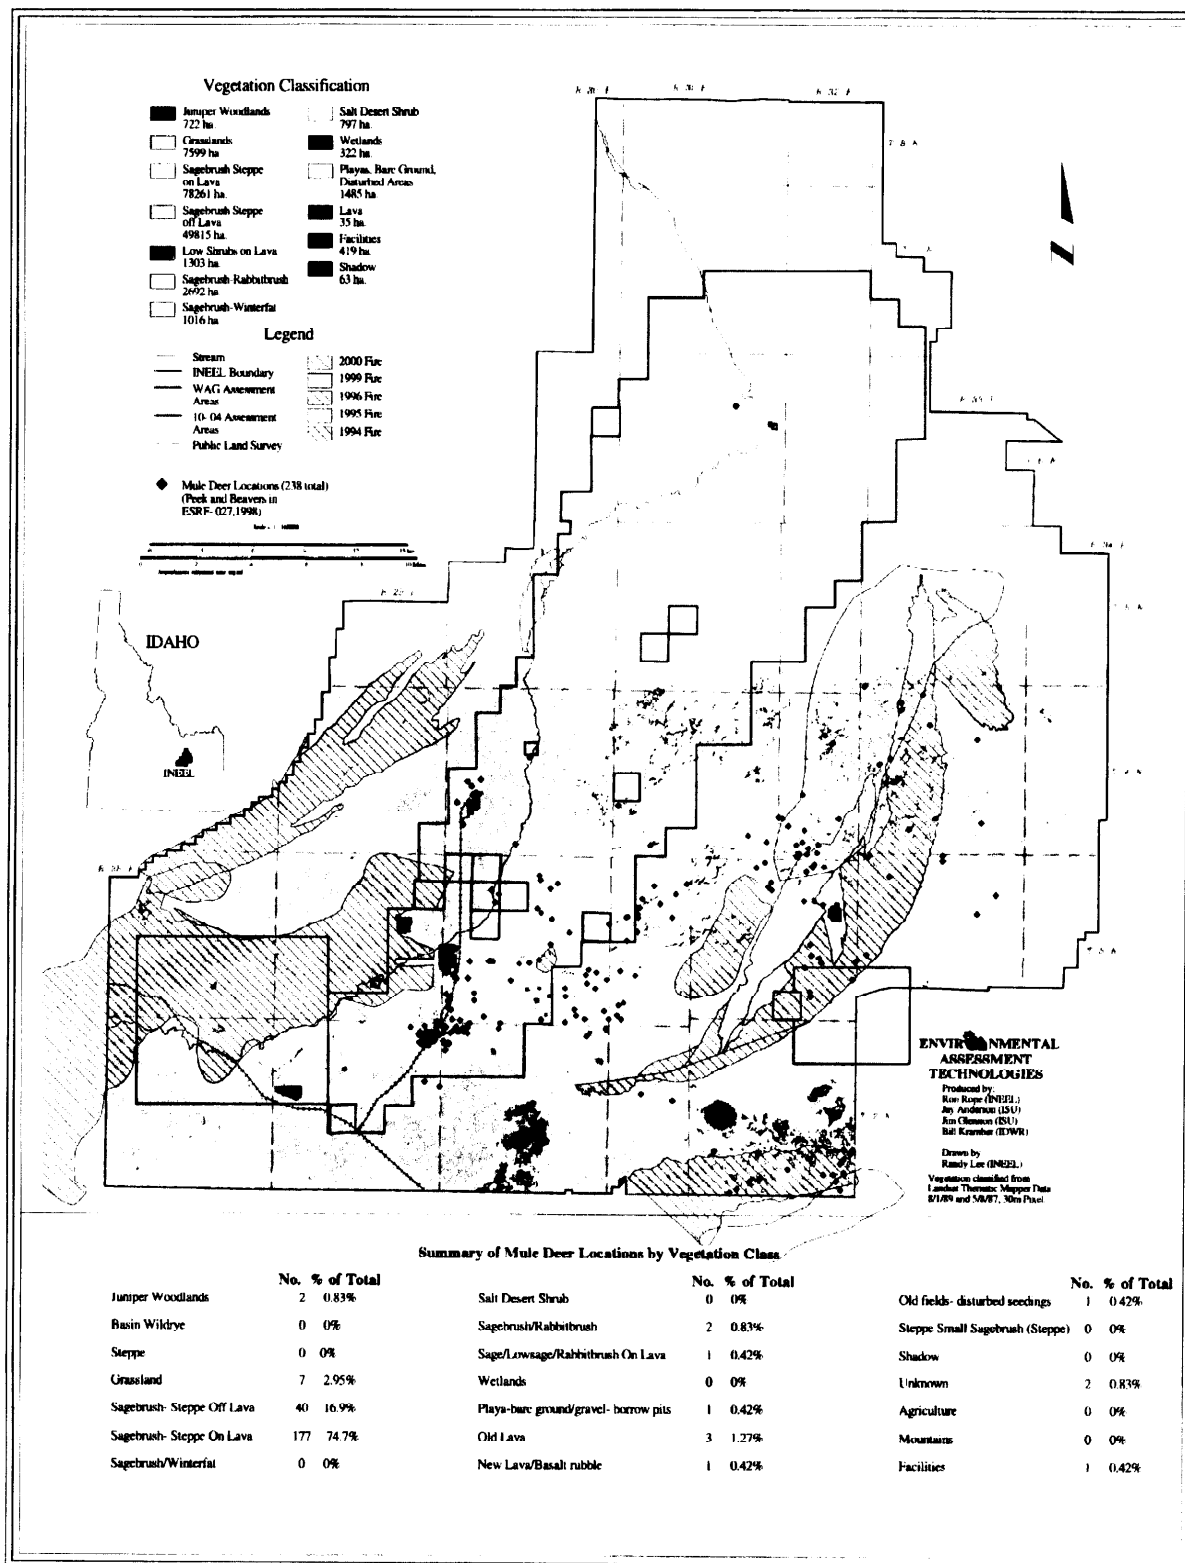 Vegetation Classification
Juniper Woodlands
722 ha.
Grasslands
7599 ha
Sagebrush Steppe
on Lava
78261 ha.
Sagebrush Steppe
off Lava
49815 ha.
Low Shrubs on Lava
1303 ha.
Sagebrush-Rabbitbrush
2692 ha
Sagebrush-Winterfat
1016 ha
Salt Desert Shrub
797 ha.
Wetlands
322 ha.
Playas, Bare Ground,
Disturbed Areas
1485 ha.
Lava
35 ha.
Facilities
419 ha
Shadow
63 ha.
Legend
Stream
INEEL Boundary
WAG Assessment
Areas
10-04 Assessment
Areas
Public Land Survey
2000 Fire
1999 Fire
1996 Fire
1995 Fire
1994 Fire
Mule Deer Locations (238 total)
(Peek and Beavers in
ESRF-027,1998)
IDAHO
INEEL
ENVIRONMENTAL
ASSESSMENT
TECHNOLOGIES
Produced by:
Ron Rope (INEEL)
Jay Anderson (ISU)
Jim Glennon (ISU)
Bill Kramber (IDWR)
Drawn by
Randy Lee (INEEL)
Vegetation classified from
Landsat Thematic Mapper Data
8/1/89 and 5/8/87, 30m Pixel
Summary of Mule Deer Locations by Vegetation Class
No. % of Total
Juniper Woodlands 2 0.83%
Basin Wildrye 0 0%
Steppe 0 0%
Grassland 7 2.95%
Sagebrush- Steppe Off Lava 40 16.9%
Sagebrush- Steppe On Lava 177 74.7%
Sagebrush/Winterfat 0 0%
No. % of Total
Salt Desert Shrub 0 0%
Sagebrush/Rabbitbrush 2 0.83%
Sage/Lowsage/Rabbitbrush On Lava 1 0.42%
Wetlands 0 0%
Playa-bare ground/gravel- borrow pits 1 0.42%
Old Lava 3 1.27%
New Lava/Basalt rubble 1 0.42%
No. % of Total
Old fields- disturbed seedings 1 0.42%
Steppe Small Sagebrush (Steppe) 0 0%
Shadow 0 0%
Unknown 2 0.83%
Agriculture 0 0%
Mountains 0 0%
Facilities 1 0.42%